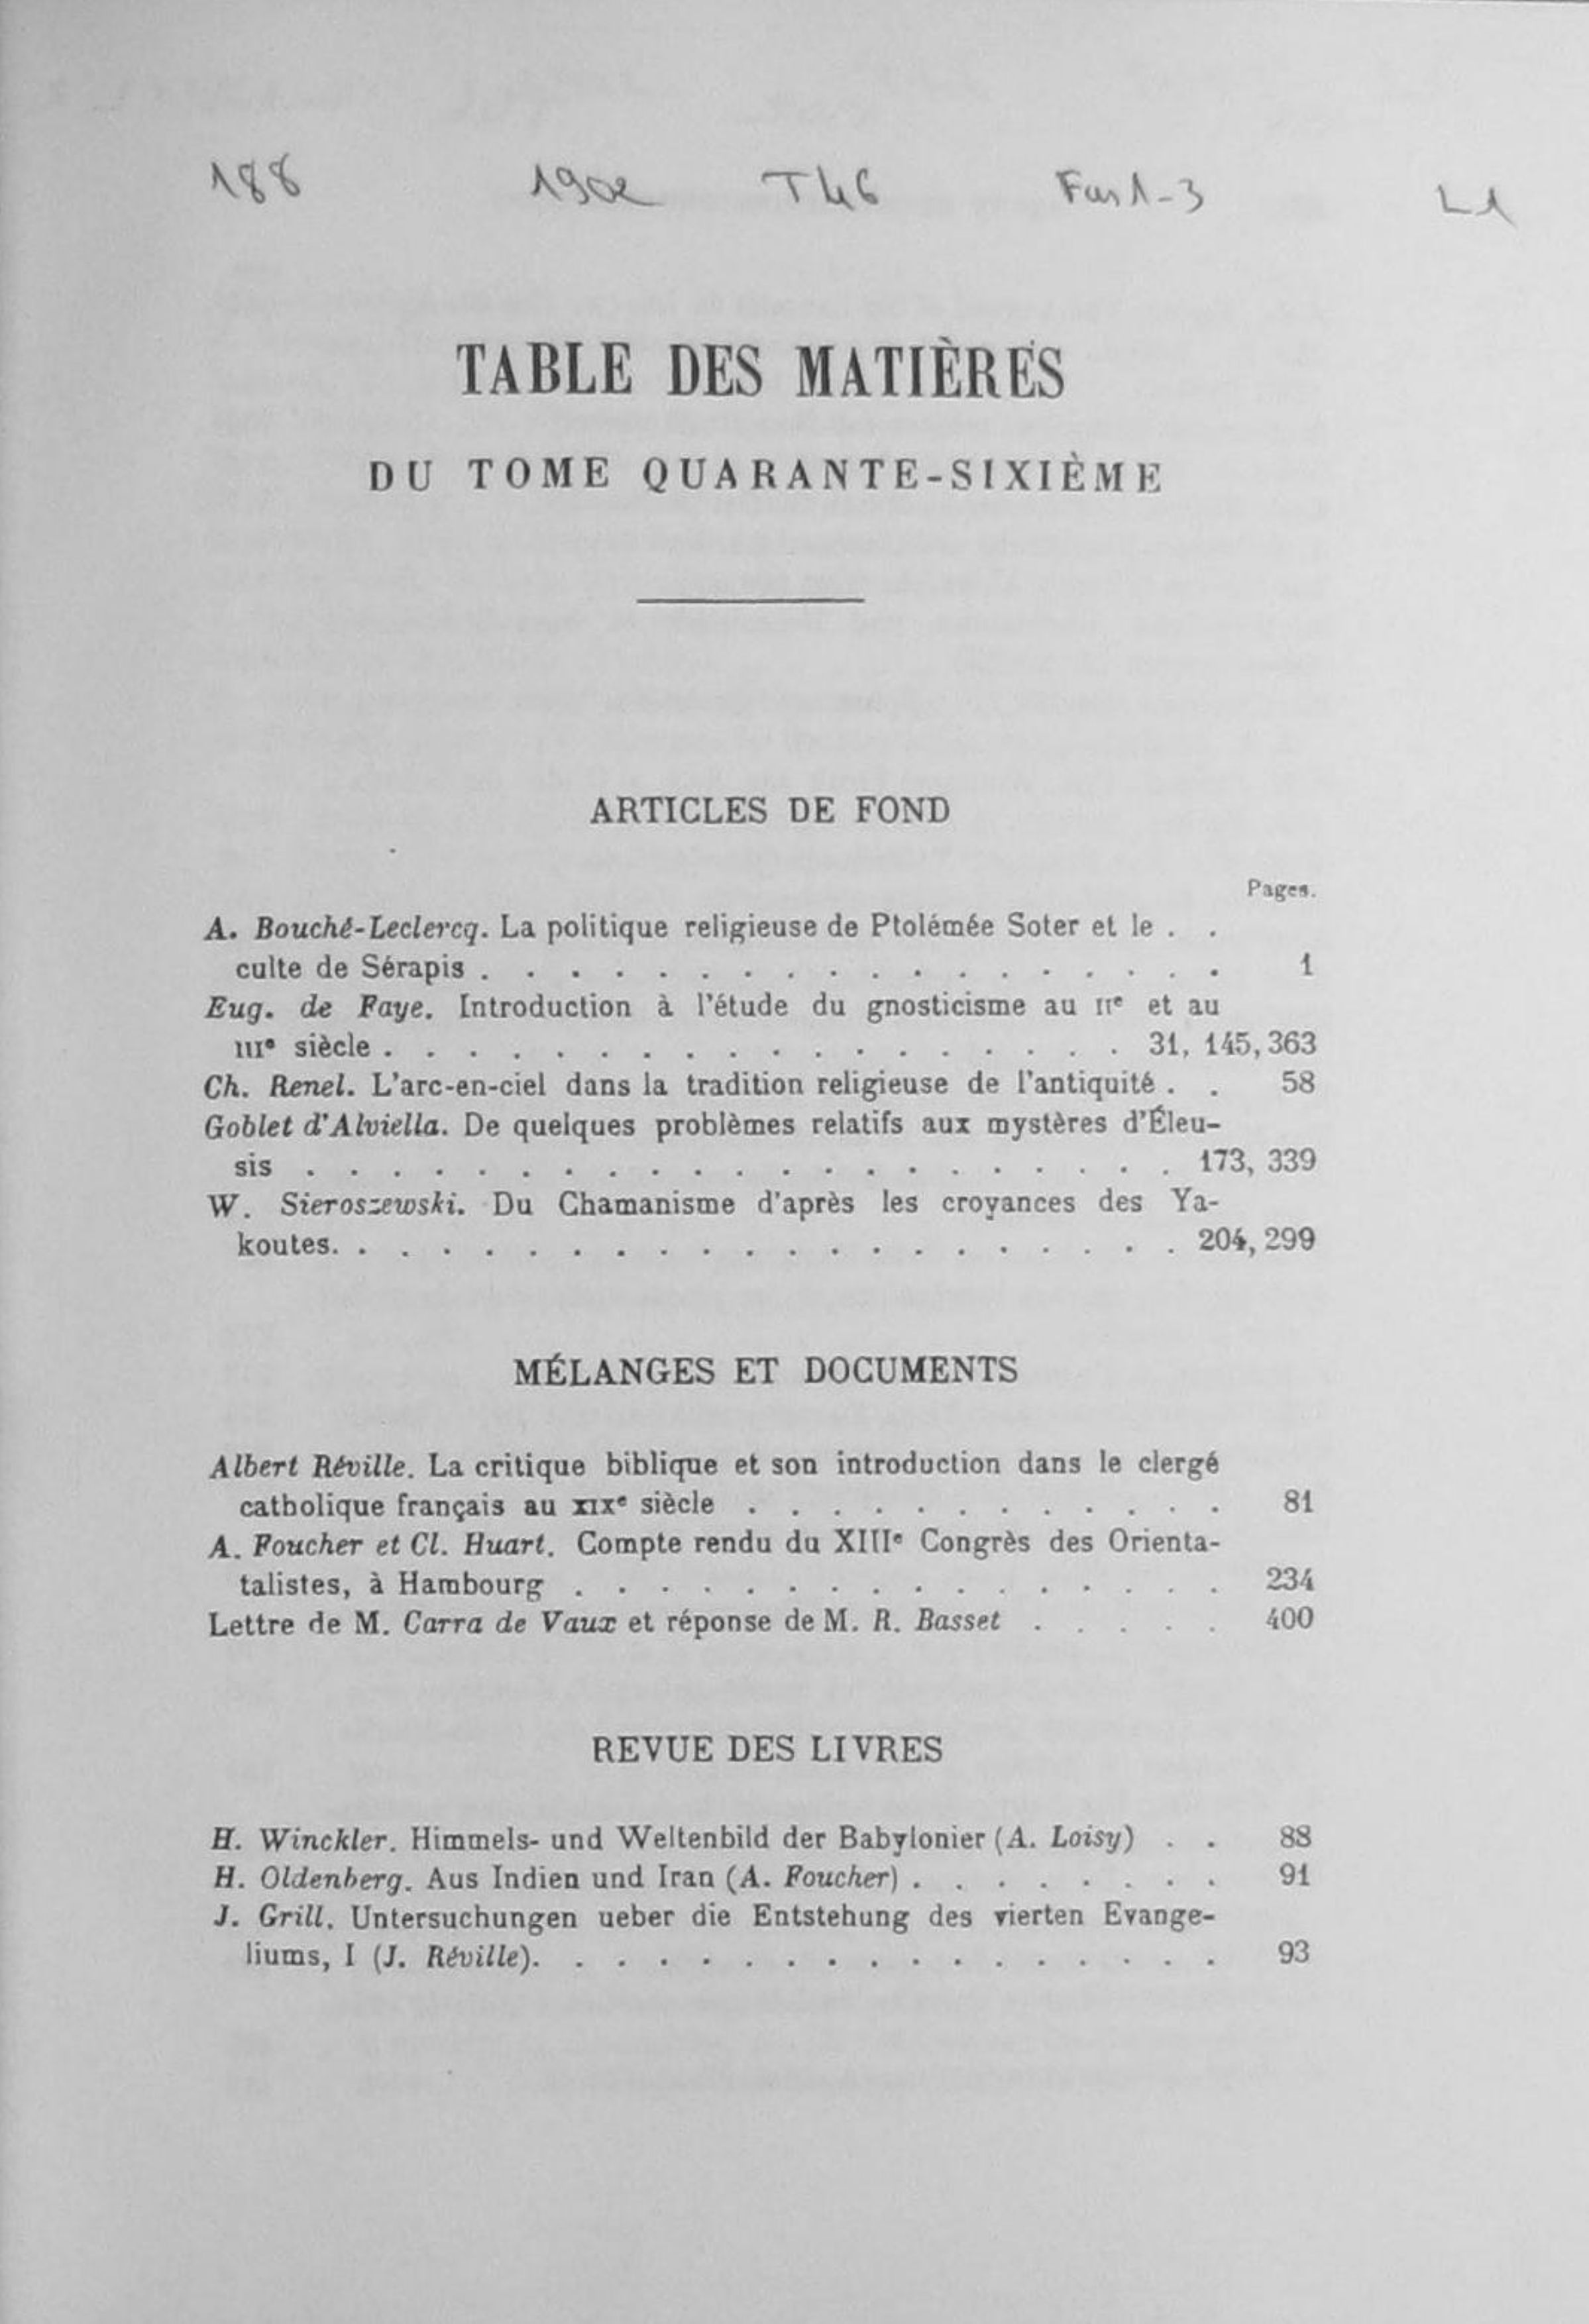 188 1902 T46 Fas 1-3 L1
TABLE DES MATIÈRES
DU TOME QUARANTE-SIXIÈME
ARTICLES DE FOND
Pages.
A. Bouché-Leclercq. La politique religieuse de Ptolémée Soter et le . .
culte de Sérapis . . . . . . . . . . . . . . . . . . 1
Eug. de Faye. Introduction à l'étude du gnosticisme au IIe et au
IIIe siècle . . . . . . . . . . . . . . . . . . 31, 145, 363
Ch. Renel. L'arc-en-ciel dans la tradition religieuse de l'antiquité . . 58
Goblet d'Alviella. De quelques problèmes relatifs aux mystères d'Éleu-
sis . . . . . . . . . . . . . . . . . . . . . 173, 339
W. Sieroszewski. Du Chamanisme d'après les croyances des Ya-
koutes. . . . . . . . . . . . . . . . . . . . . 204, 299
MÉLANGES ET DOCUMENTS
Albert Réville. La critique biblique et son introduction dans le clergé
catholique français au XIXe siècle . . . . . . . . . . . . 81
A. Foucher et Cl. Huart. Compte rendu du XIIIe Congrès des Orienta-
talistes, à Hambourg . . . . . . . . . . . . . . . . 234
Lettre de M. Carra de Vaux et réponse de M. R. Basset . . . . . 400
REVUE DES LIVRES
H. Winckler. Himmels- und Weltenbild der Babylonier (A. Loisy) . . 88
H. Oldenberg. Aus Indien und Iran (A. Foucher) . . . . . . . . 91
J. Grill. Untersuchungen ueber die Entstehung des vierten Evange-
liums, I (J. Réville). . . . . . . . . . . . . . . . . 93